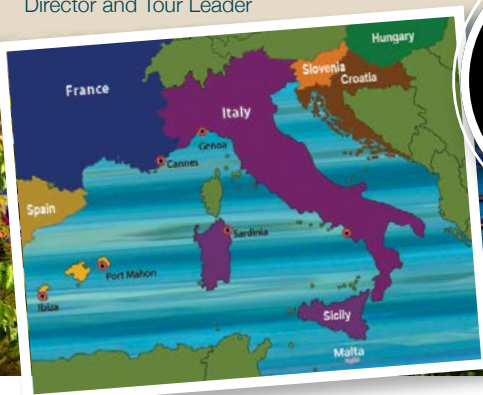 Director and Tour Leader
Hungary
Slovenia
Croatia
France
Italy
Genoa
Cannes
Spain
Sardinia
Port Mahon
Ibiza
Sicily
Malta